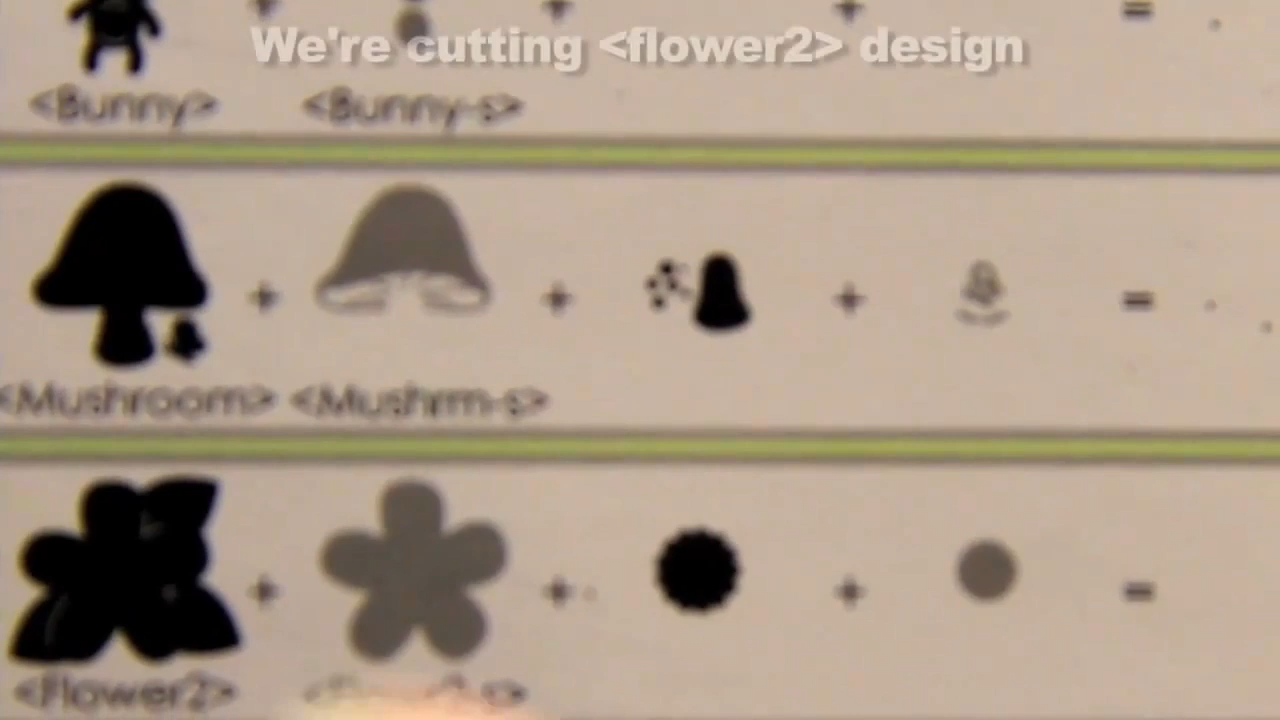 We're cutting <flower2> design
+ + + =
<Bunny> <Bunny-s>
+ + + =
<Mushroom> <Mushrm-s>
+ + + =
<Flower2>